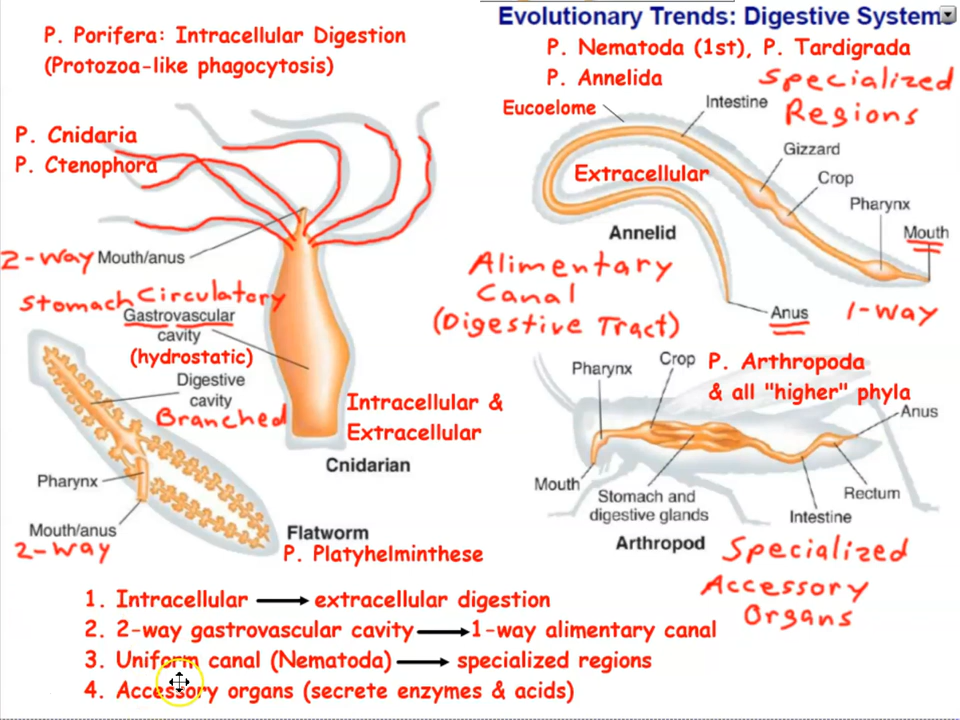 Evolutionary Trends: Digestive System
P. Porifera: Intracellular Digestion
(Protozoa-like phagocytosis)
P. Cnidaria
P. Ctenophora
2-way Mouth/anus
Stomach Circulatory
Gastrovascular
cavity
(hydrostatic)
Digestive
cavity
Branched
Intracellular &
Extracellular
Cnidarian
Pharynx
Mouth/anus
2-way
Flatworm
P. Platyhelminthese
P. Nematoda (1st), P. Tardigrada
P. Annelida
Specialized
Regions
Eucoelome
Intestine
Gizzard
Extracellular
Crop
Pharynx
Annelid
Mouth
Alimentary
Canal
(Digestive Tract)
Anus
1-way
P. Arthropoda
& all "higher" phyla
Pharynx
Crop
Anus
Mouth
Stomach and
digestive glands
Rectum
Intestine
Arthropod
Specialized
Accessory
Organs
1. Intracellular → extracellular digestion
2. 2-way gastrovascular cavity → 1-way alimentary canal
3. Uniform canal (Nematoda) → specialized regions
4. Accessory organs (secrete enzymes & acids)